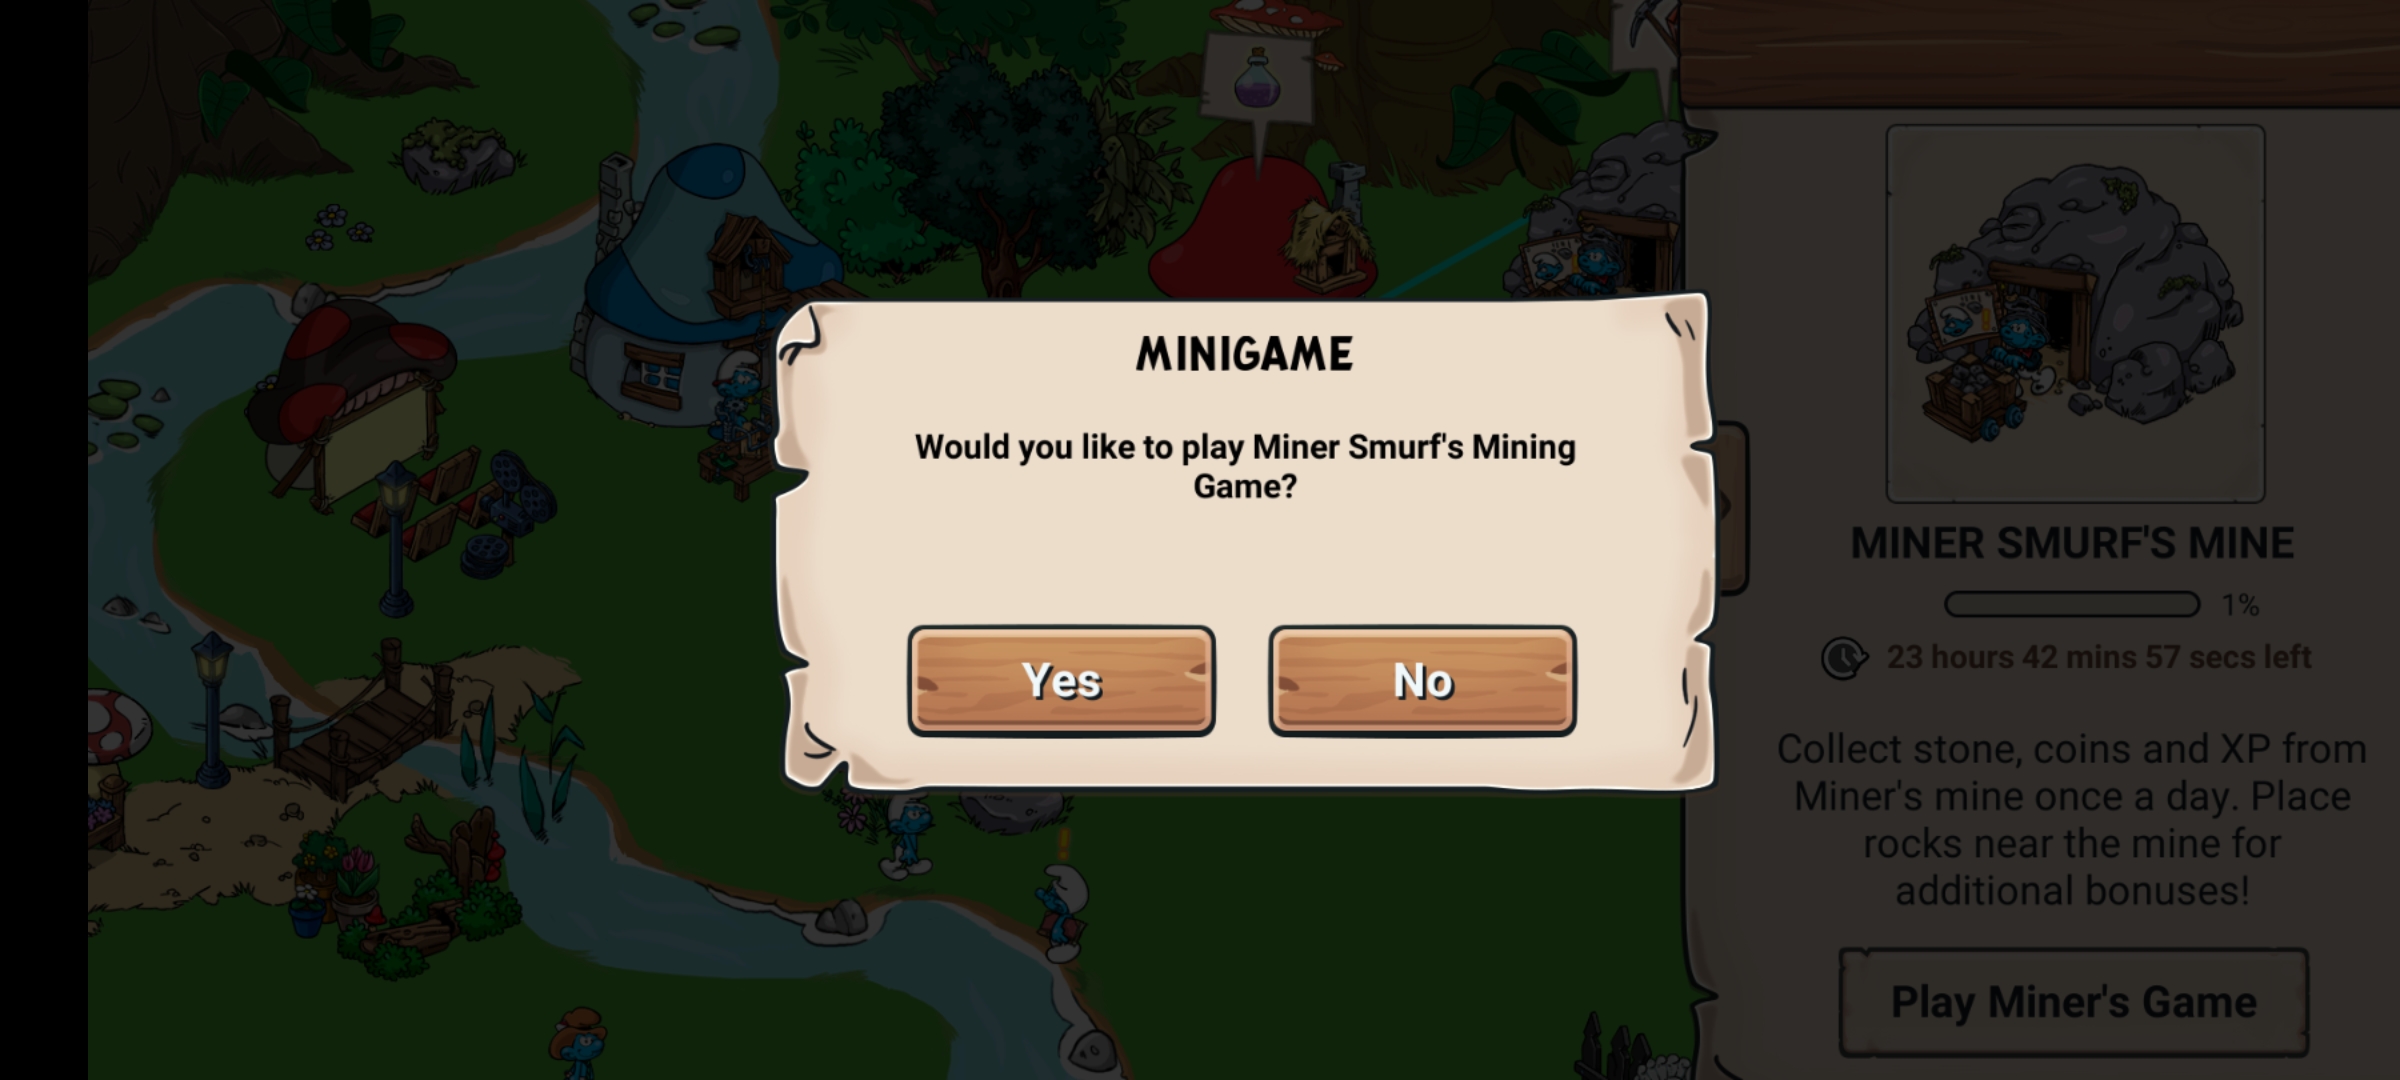 MINIGAME
Would you like to play Miner Smurf's Mining
Game?
Yes
No
MINER SMURF'S MINE
1%
23 hours 42 mins 57 secs left
Collect stone, coins and XP from
Miner's mine once a day. Place
rocks near the mine for
additional bonuses!
Play Miner's Game